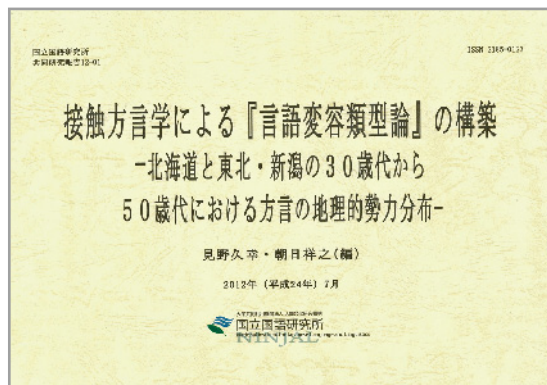 国立国語研究所
共同研究報告12-01
ISSN 2185-0127
接触方言学による『言語変容類型論』の構築
-北海道と東北・新潟の30歳代から
50歳代における方言の地理的勢力分布-
見野久幸・朝日祥之(編)
2012年 (平成24年) 7月
国立国語研究所
NINJAL